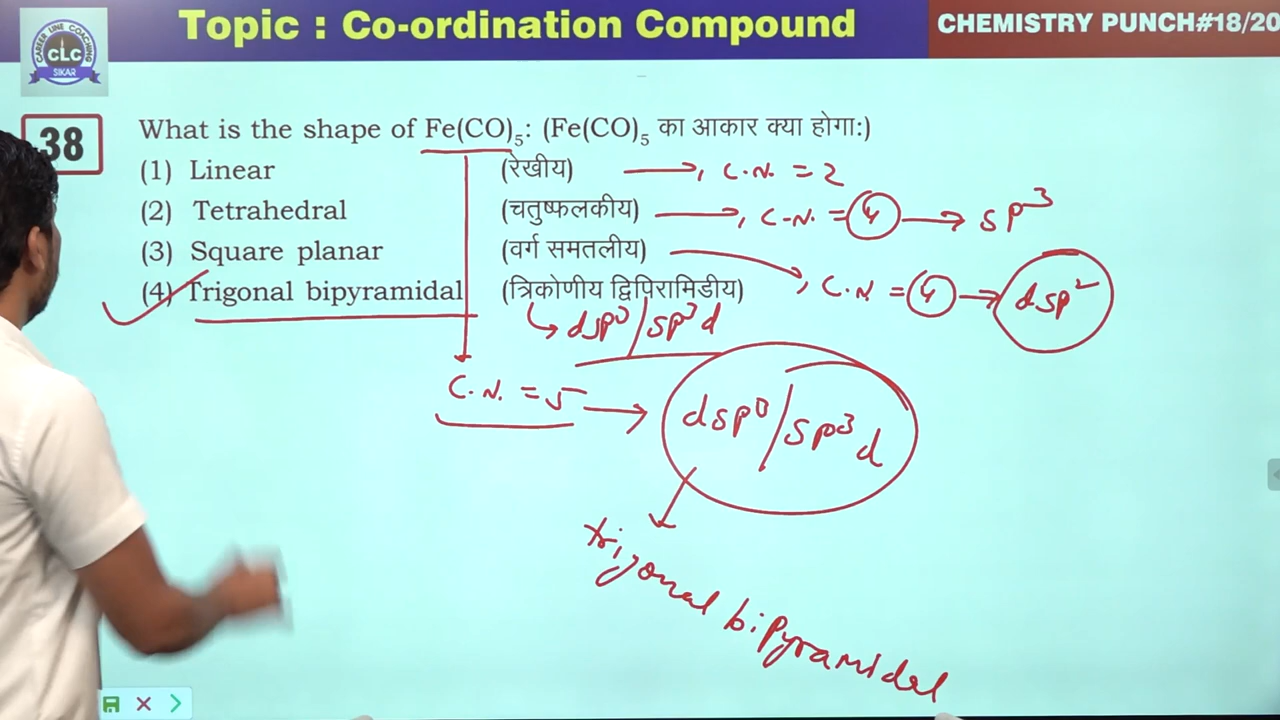 Topic : Co-ordination Compound
CHEMISTRY PUNCH#18/20
CAREER LINE COACHING
CLC
SIKAR
38
What is the shape of Fe(CO)₅: (Fe(CO)₅ का आकार क्या होगा:)
(1) Linear (रेखीय) → C.N. = 2
(2) Tetrahedral (चतुष्फलकीय) → C.N. = 4 → sp³
(3) Square planar (वर्ग समतलीय) → C.N = 4 → dsp²
(4) Trigonal bipyramidal (त्रिकोणीय द्विपिरामिडीय)
↳ dsp³/sp³d
C.N. = 5 → dsp³/sp³d
trigonal bipyramidal